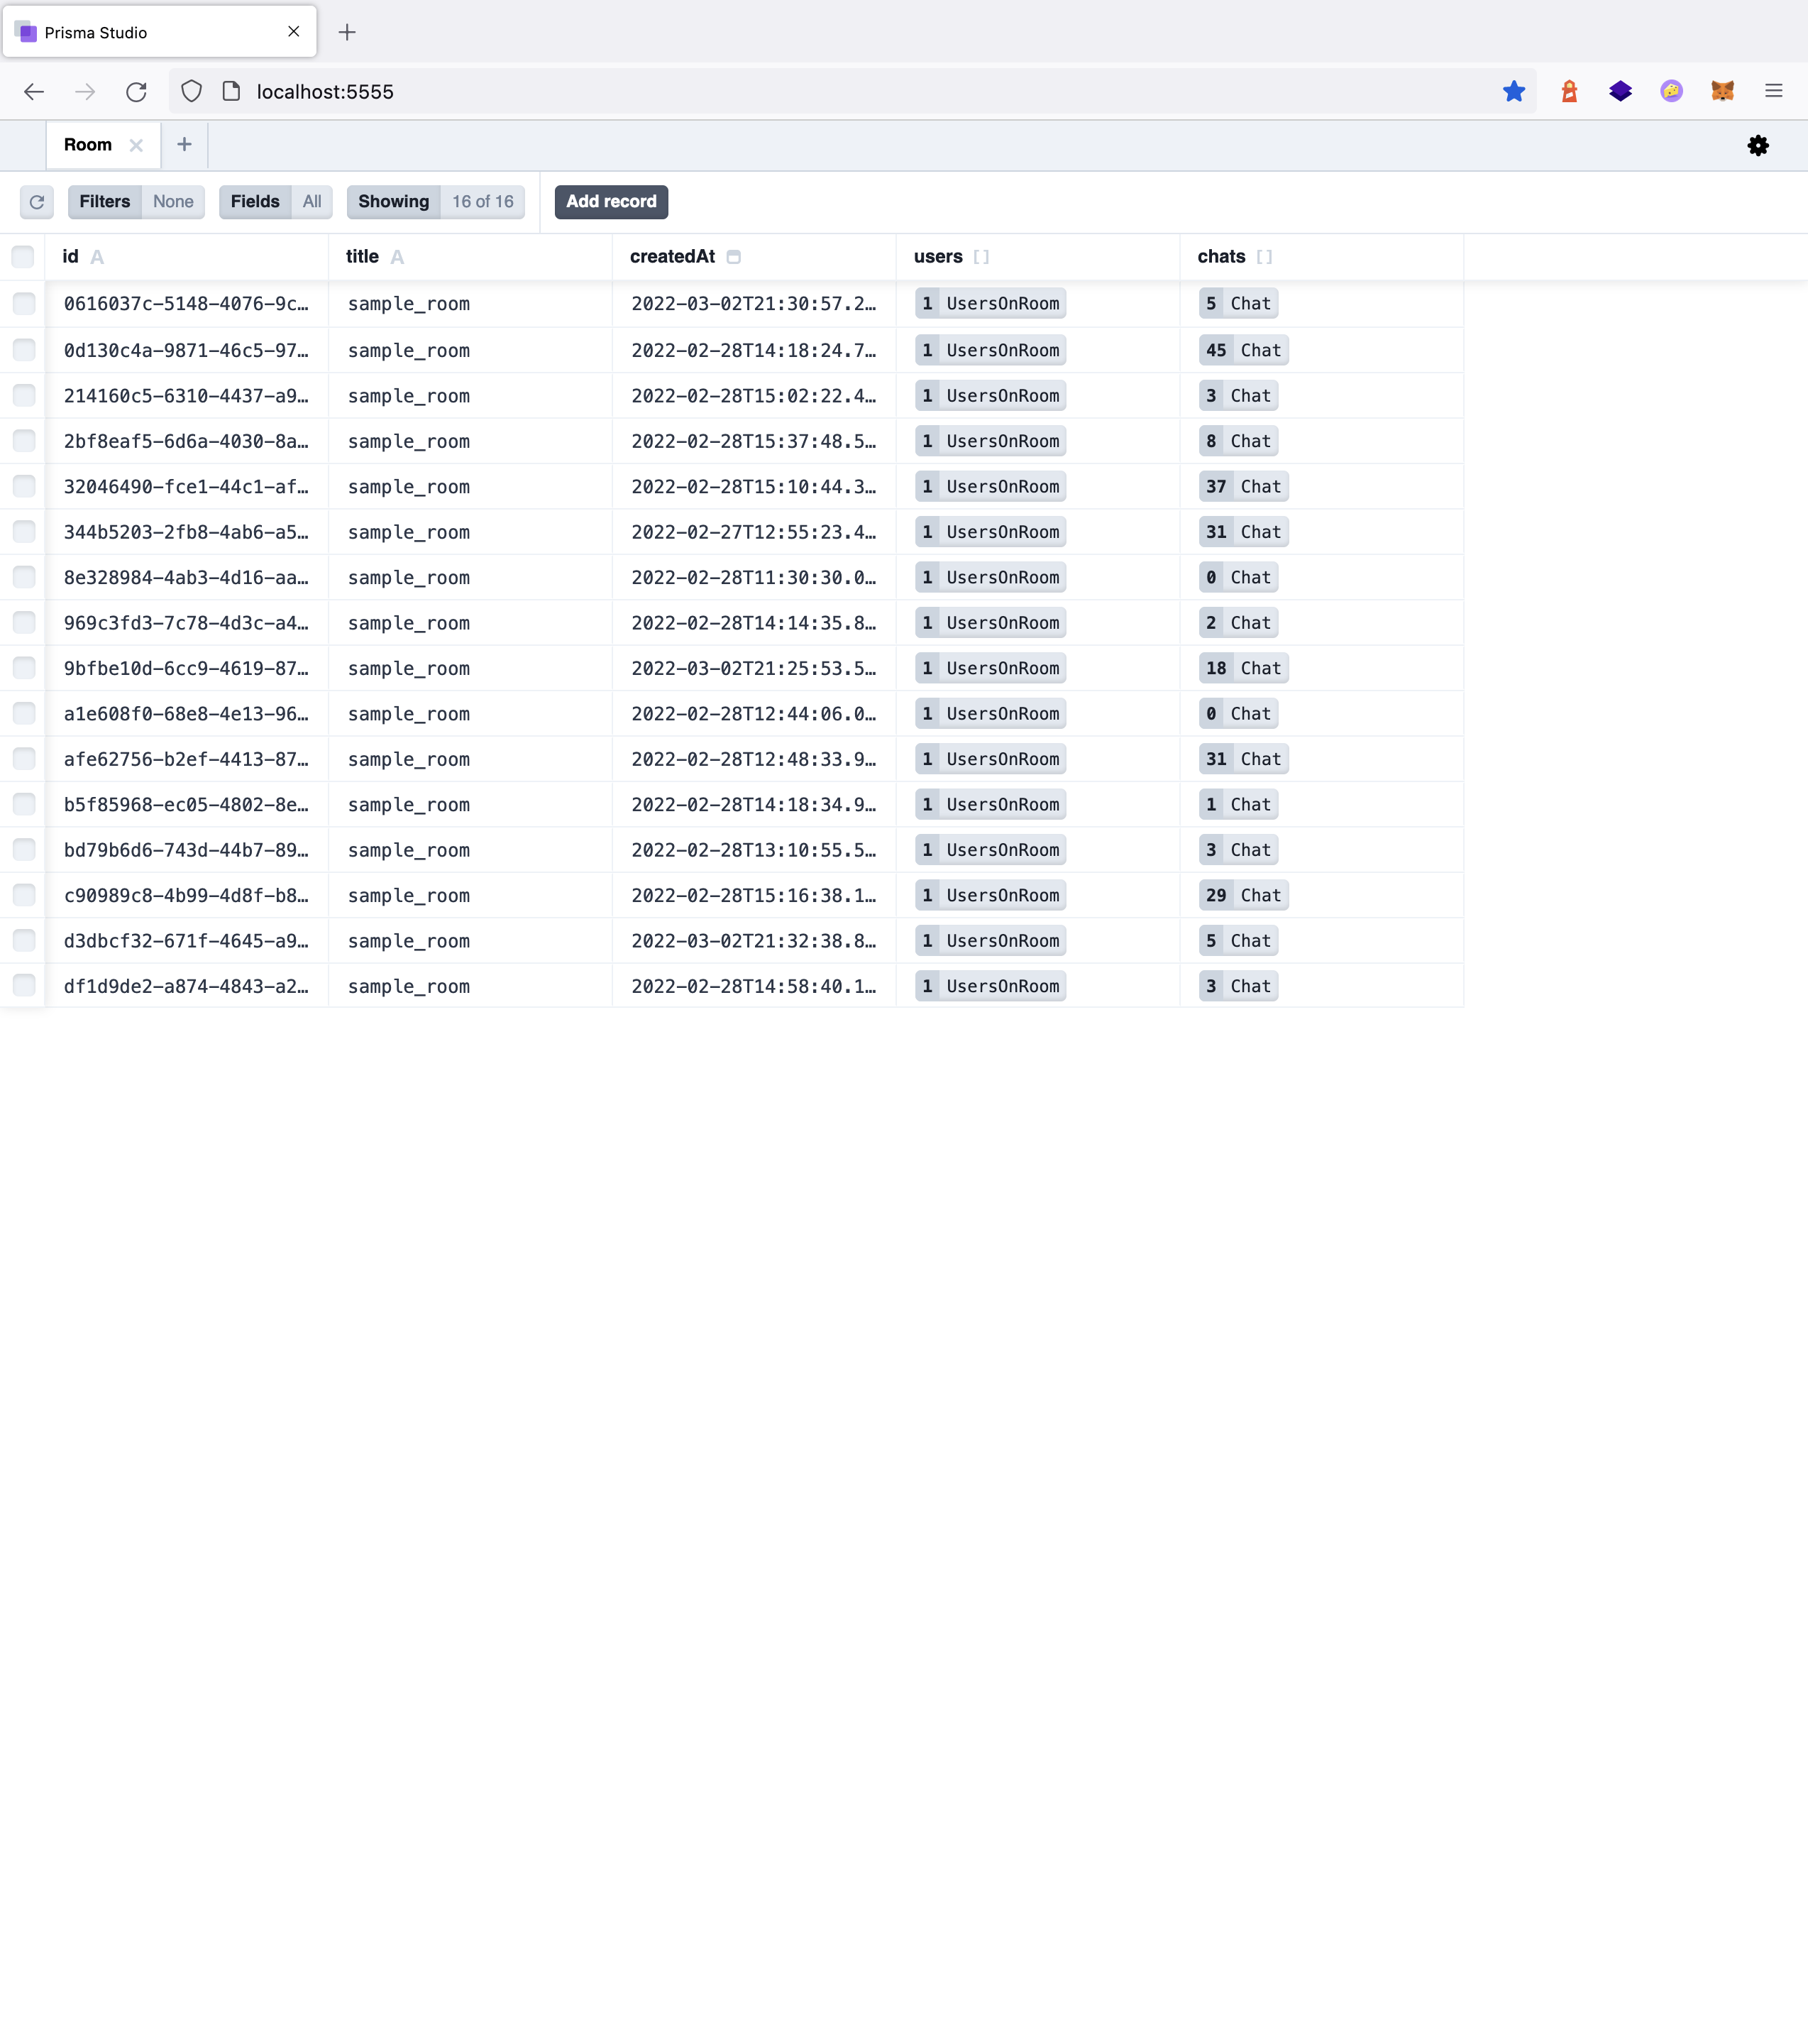 Prisma Studio
localhost:5555
Room
Filters None Fields All Showing 16 of 16 Add record
id A title A createdAt users [] chats []
0616037c-5148-4076-9c… sample_room 2022-03-02T21:30:57.2… 1 UsersOnRoom 5 Chat
0d130c4a-9871-46c5-97… sample_room 2022-02-28T14:18:24.7… 1 UsersOnRoom 45 Chat
214160c5-6310-4437-a9… sample_room 2022-02-28T15:02:22.4… 1 UsersOnRoom 3 Chat
2bf8eaf5-6d6a-4030-8a… sample_room 2022-02-28T15:37:48.5… 1 UsersOnRoom 8 Chat
32046490-fce1-44c1-af… sample_room 2022-02-28T15:10:44.3… 1 UsersOnRoom 37 Chat
344b5203-2fb8-4ab6-a5… sample_room 2022-02-27T12:55:23.4… 1 UsersOnRoom 31 Chat
8e328984-4ab3-4d16-aa… sample_room 2022-02-28T11:30:30.0… 1 UsersOnRoom 0 Chat
969c3fd3-7c78-4d3c-a4… sample_room 2022-02-28T14:14:35.8… 1 UsersOnRoom 2 Chat
9bfbe10d-6cc9-4619-87… sample_room 2022-03-02T21:25:53.5… 1 UsersOnRoom 18 Chat
a1e608f0-68e8-4e13-96… sample_room 2022-02-28T12:44:06.0… 1 UsersOnRoom 0 Chat
afe62756-b2ef-4413-87… sample_room 2022-02-28T12:48:33.9… 1 UsersOnRoom 31 Chat
b5f85968-ec05-4802-8e… sample_room 2022-02-28T14:18:34.9… 1 UsersOnRoom 1 Chat
bd79b6d6-743d-44b7-89… sample_room 2022-02-28T13:10:55.5… 1 UsersOnRoom 3 Chat
c90989c8-4b99-4d8f-b8… sample_room 2022-02-28T15:16:38.1… 1 UsersOnRoom 29 Chat
d3dbcf32-671f-4645-a9… sample_room 2022-03-02T21:32:38.8… 1 UsersOnRoom 5 Chat
df1d9de2-a874-4843-a2… sample_room 2022-02-28T14:58:40.1… 1 UsersOnRoom 3 Chat